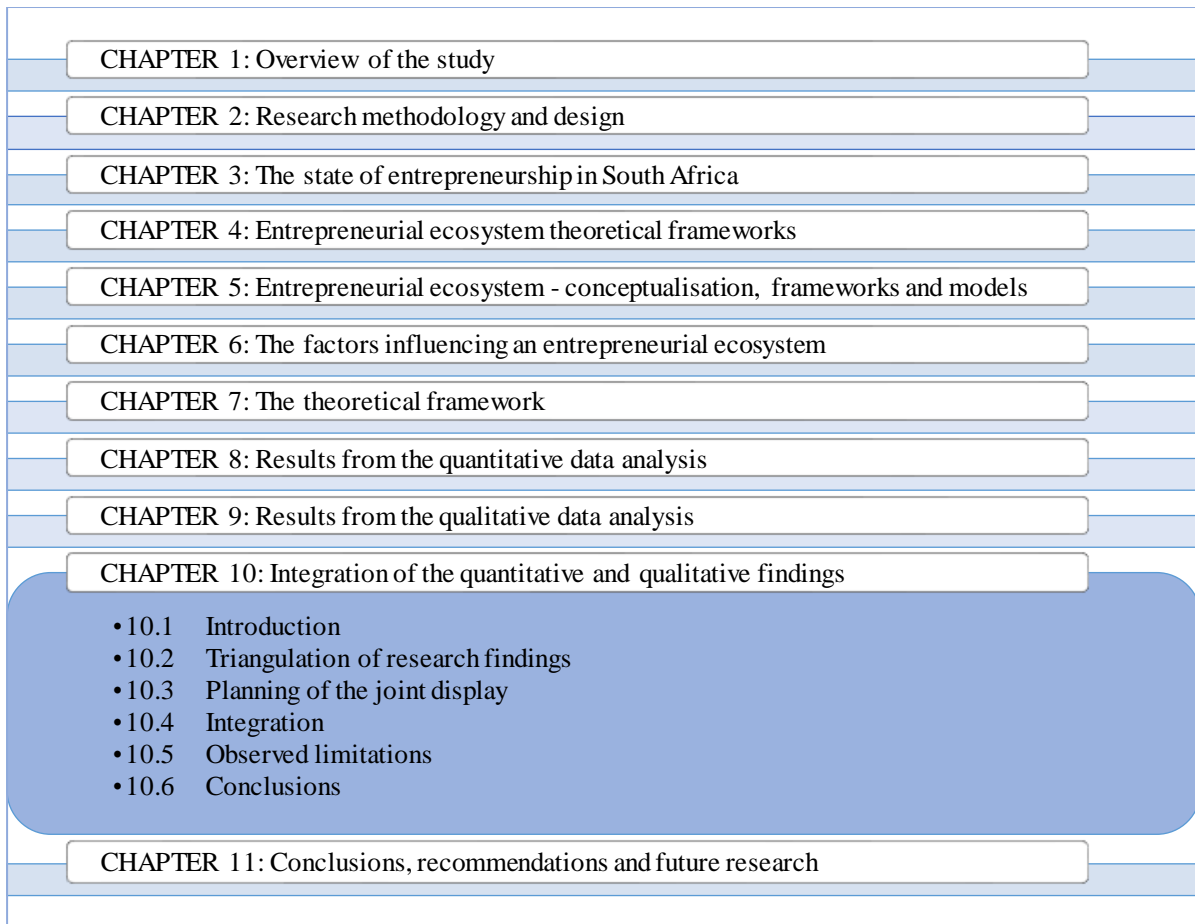 CHAPTER 1: Overview of the study
CHAPTER 2: Research methodology and design
CHAPTER 3: The state of entrepreneurship in South Africa
CHAPTER 4: Entrepreneurial ecosystem theoretical frameworks
CHAPTER 5: Entrepreneurial ecosystem - conceptualisation, frameworks and models
CHAPTER 6: The factors influencing an entrepreneurial ecosystem
CHAPTER 7: The theoretical framework
CHAPTER 8: Results from the quantitative data analysis
CHAPTER 9: Results from the qualitative data analysis
CHAPTER 10: Integration of the quantitative and qualitative findings
• 10.1 Introduction
• 10.2 Triangulation of research findings
• 10.3 Planning of the joint display
• 10.4 Integration
• 10.5 Observed limitations
• 10.6 Conclusions
CHAPTER 11: Conclusions, recommendations and future research